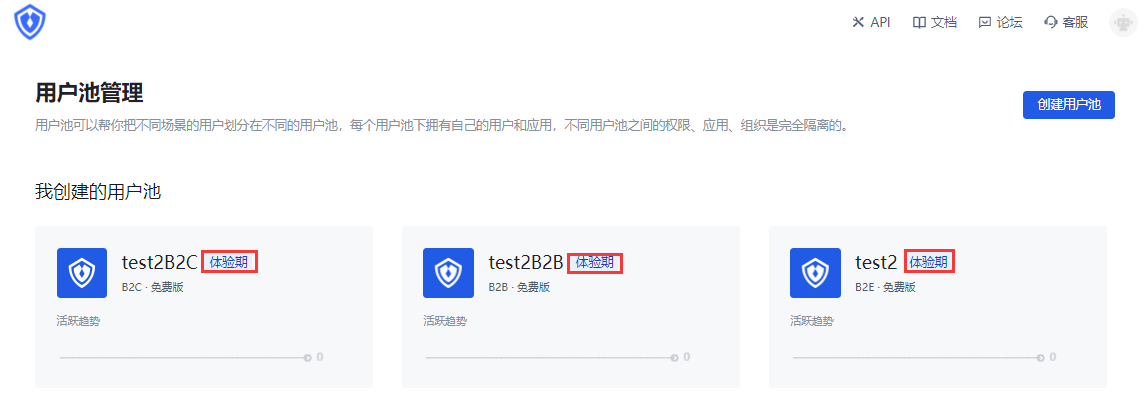 API 文档 论坛 客服
用户池管理
创建用户池
用户池可以帮你把不同场景的用户划分在不同的用户池，每个用户池下拥有自己的用户和应用，不同用户池之间的权限、应用、组织是完全隔离的。
我创建的用户池
test2B2C 体验期
B2C · 免费版
活跃趋势
0
test2B2B 体验期
B2B · 免费版
活跃趋势
0
test2 体验期
B2E · 免费版
活跃趋势
0